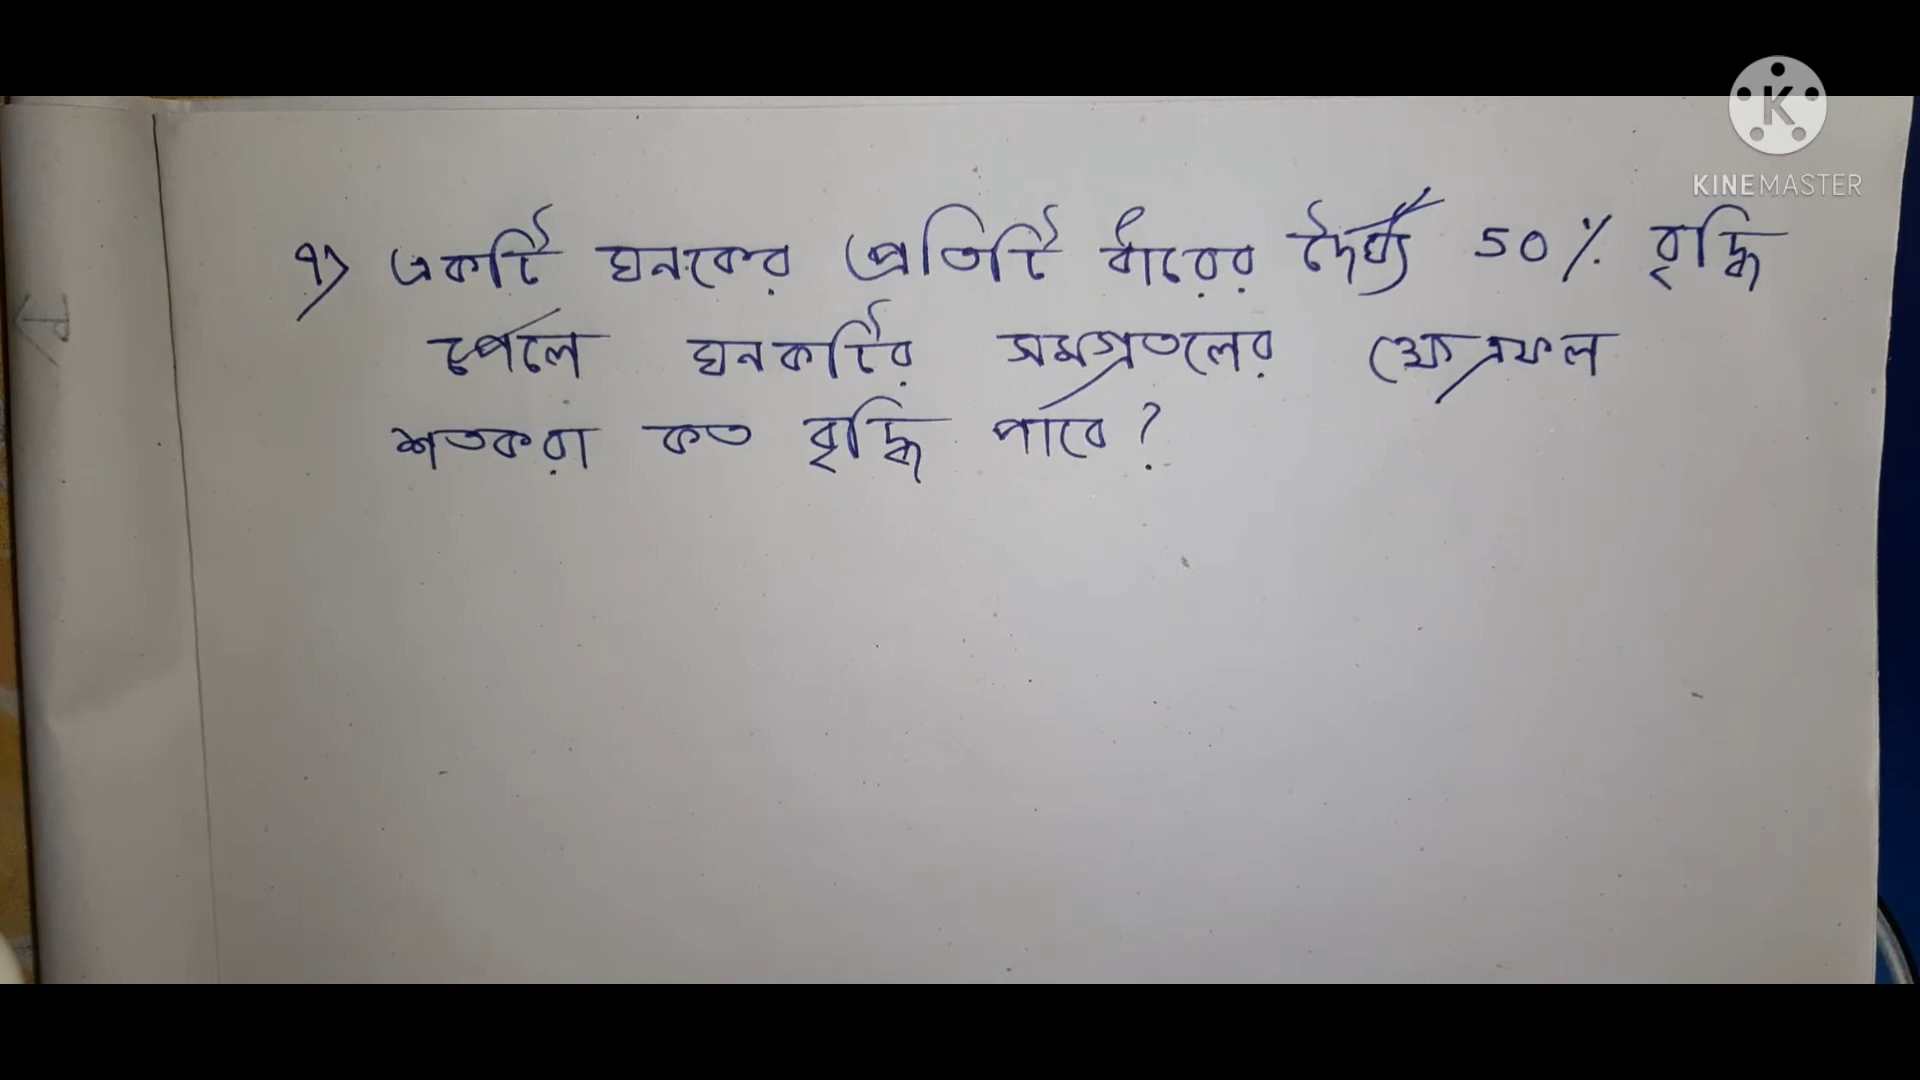 K
KINEMASTER
৭) একটি ঘনকের প্রতিটি ধারের দৈর্ঘ্য 50% বৃদ্ধি
পেলে ঘনকটির সমগ্রতলের ক্ষেত্রফল
শতকরা কত বৃদ্ধি পাবে?